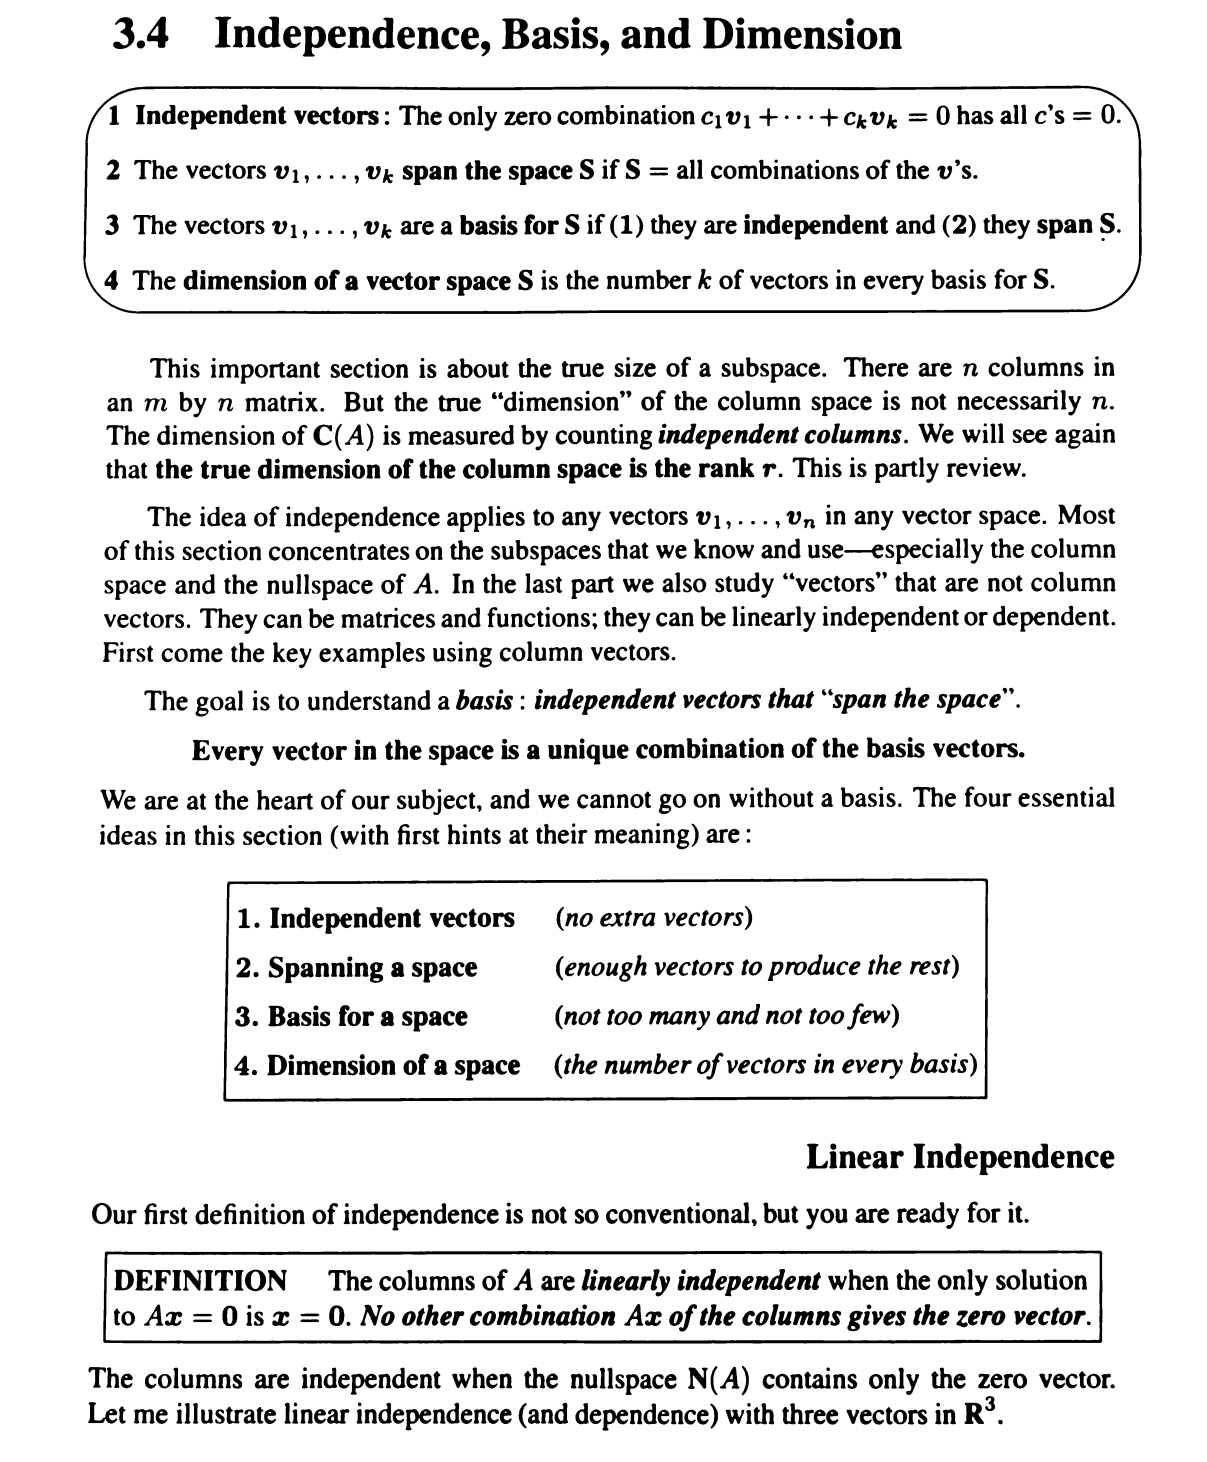 3.4 Independence, Basis, and Dimension
1 Independent vectors : The only zero combination c₁v₁ + · · · + cₖvₖ = 0 has all c’s = 0.
2 The vectors v₁, . . . , vₖ span the space S if S = all combinations of the v’s.
3 The vectors v₁, . . . , vₖ are a basis for S if (1) they are independent and (2) they span S.
4 The dimension of a vector space S is the number k of vectors in every basis for S.
This important section is about the true size of a subspace. There are n columns in
an m by n matrix. But the true “dimension” of the column space is not necessarily n.
The dimension of C(A) is measured by counting independent columns. We will see again
that the true dimension of the column space is the rank r. This is partly review.
The idea of independence applies to any vectors v₁, . . . , vₙ in any vector space. Most
of this section concentrates on the subspaces that we know and use—especially the column
space and the nullspace of A. In the last part we also study “vectors” that are not column
vectors. They can be matrices and functions; they can be linearly independent or dependent.
First come the key examples using column vectors.
The goal is to understand a basis : independent vectors that “span the space”.
Every vector in the space is a unique combination of the basis vectors.
We are at the heart of our subject, and we cannot go on without a basis. The four essential
ideas in this section (with first hints at their meaning) are :
1. Independent vectors (no extra vectors)
2. Spanning a space (enough vectors to produce the rest)
3. Basis for a space (not too many and not too few)
4. Dimension of a space (the number of vectors in every basis)
Linear Independence
Our first definition of independence is not so conventional, but you are ready for it.
DEFINITION The columns of A are linearly independent when the only solution
to Ax = 0 is x = 0. No other combination Ax of the columns gives the zero vector.
The columns are independent when the nullspace N(A) contains only the zero vector.
Let me illustrate linear independence (and dependence) with three vectors in R³.